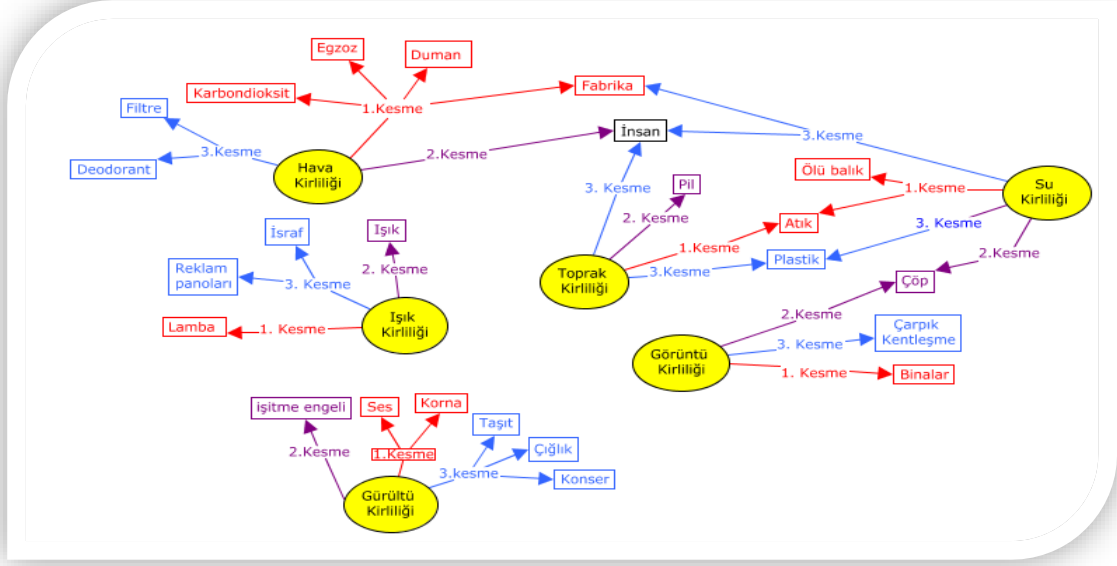 Egzoz
Duman
Karbondioksit
1.Kesme
Fabrika
Filtre
3.Kesme
Deodorant
2.Kesme
İnsan
3.Kesme
Hava
Kirliliği
3. Kesme
Pil
Ölü balık
1.Kesme
Su
Kirliliği
İsraf
Işık
2. Kesme
1.Kesme
Atık
3. Kesme
2.Kesme
Reklam
panoları
3. Kesme
2. Kesme
Toprak
Kirliliği
3.Kesme
Plastik
Çöp
Lamba
1. Kesme
Işık
Kirliliği
2.Kesme
Görüntü
Kirliliği
3. Kesme
Çarpık
Kentleşme
1. Kesme
Binalar
işitme engeli
Ses
Korna
Taşıt
2.Kesme
1.Kesme
Çığlık
3.kesme
Konser
Gürültü
Kirliliği